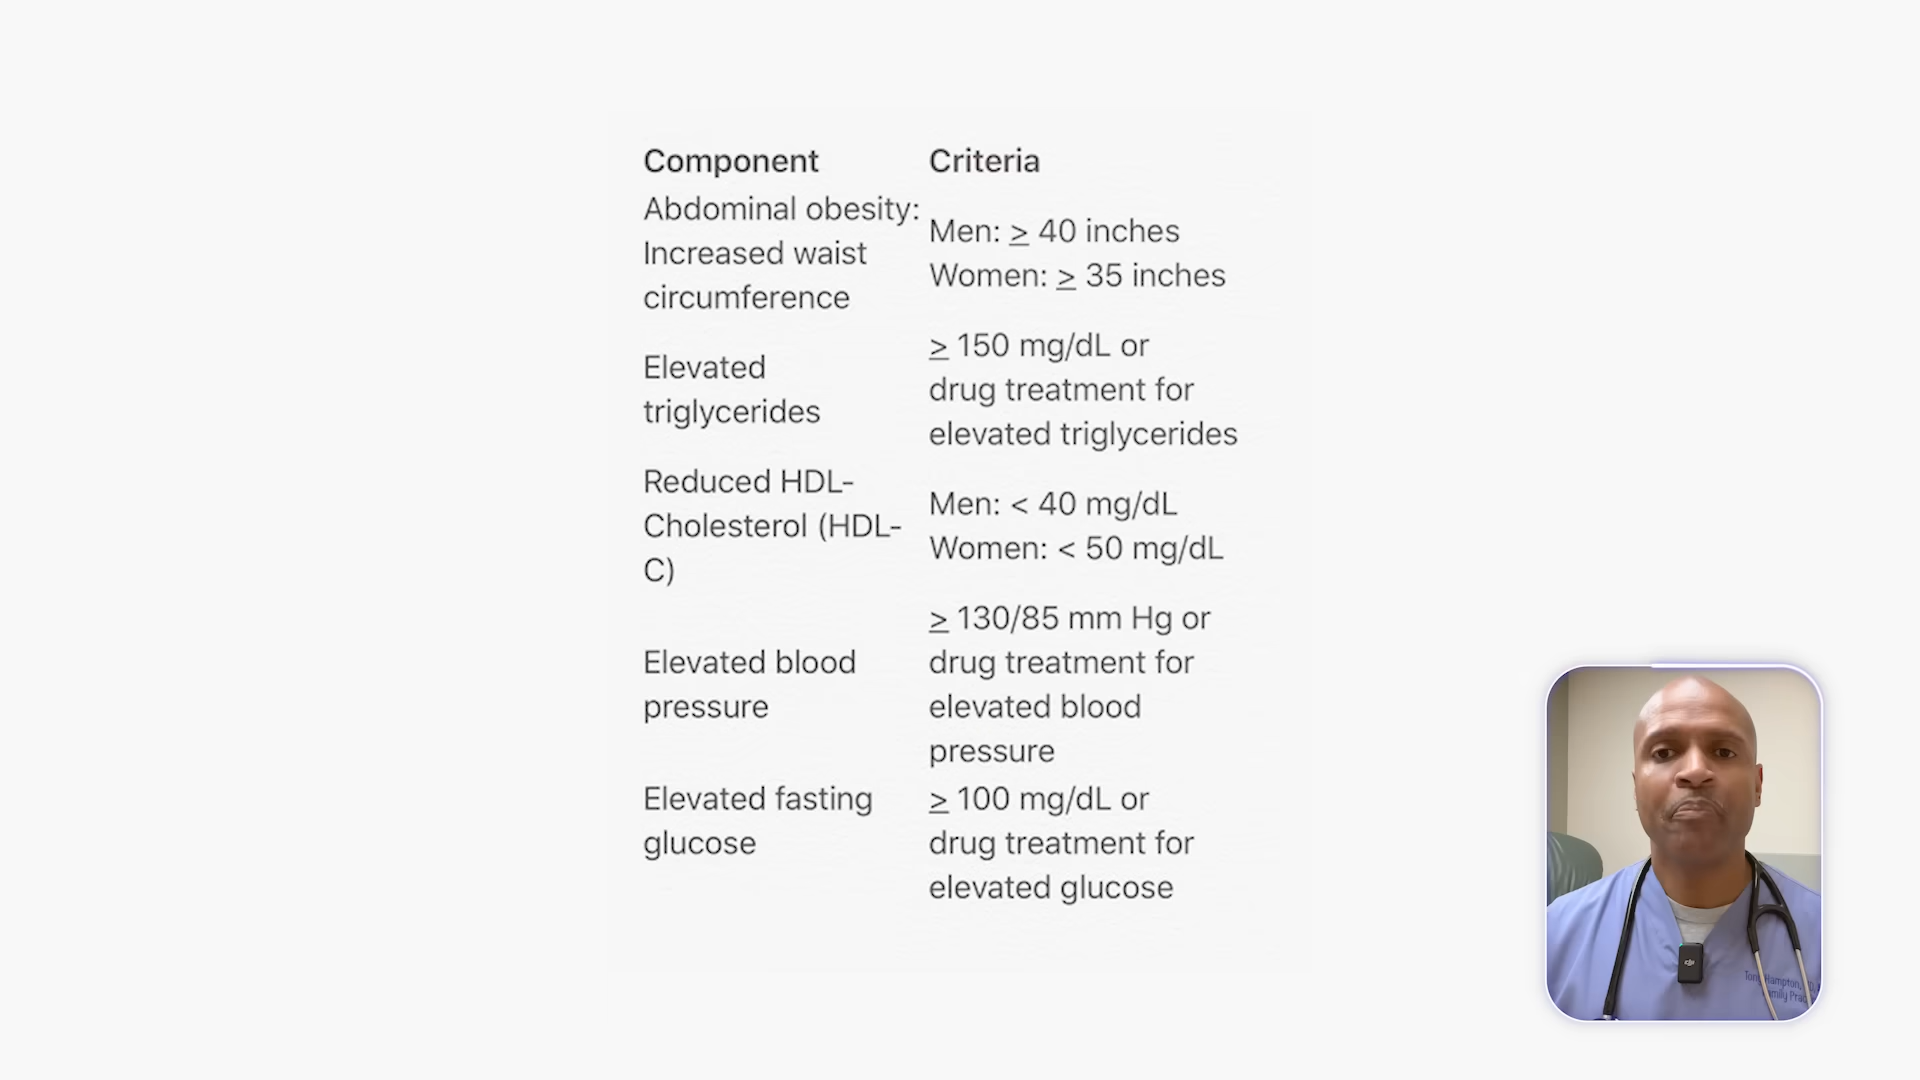 Component
Criteria
Abdominal obesity:
Increased waist
circumference
Men: ≥ 40 inches
Women: ≥ 35 inches
Elevated
triglycerides
≥ 150 mg/dL or
drug treatment for
elevated triglycerides
Reduced HDL-
Cholesterol (HDL-
C)
Men: < 40 mg/dL
Women: < 50 mg/dL
Elevated blood
pressure
≥ 130/85 mm Hg or
drug treatment for
elevated blood
pressure
Elevated fasting
glucose
≥ 100 mg/dL or
drug treatment for
elevated glucose
dji
Hampton,
Family